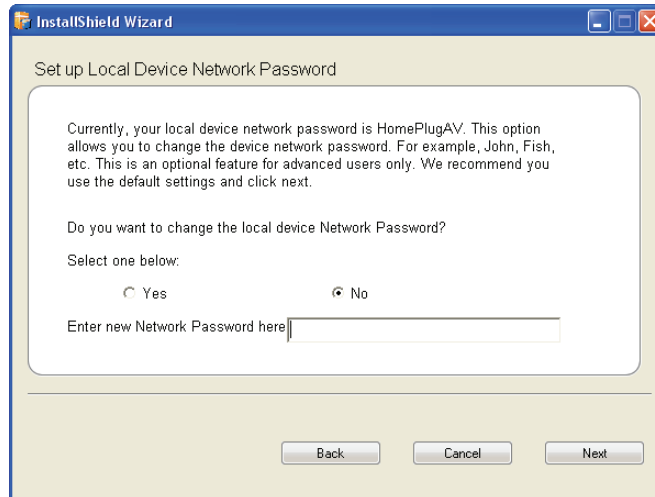 InstallShield Wizard
Set up Local Device Network Password
Currently, your local device network password is HomePlugAV. This option
allows you to change the device network password. For example, John, Fish,
etc. This is an optional feature for advanced users only. We recommend you
use the default settings and click next.
Do you want to change the local device Network Password?
Select one below:
Yes No
Enter new Network Password here
Back Cancel Next